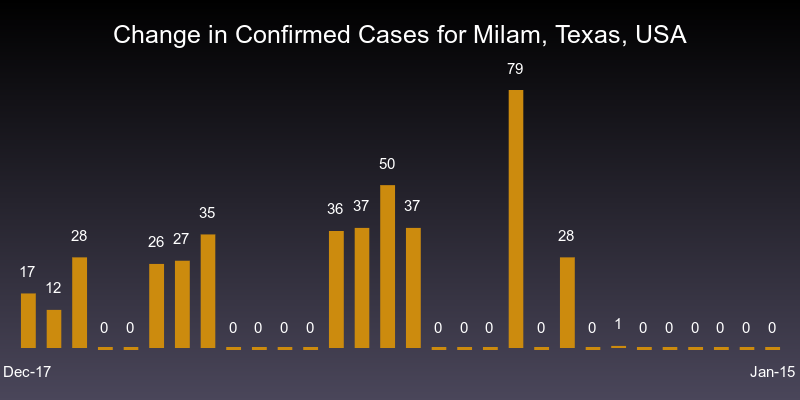 Change in Confirmed Cases for Milam, Texas, USA
79
50
36 37 37
35
28 26 27 28
17 12
0 0 0 0 0 0 0 0 0 0 0 1 0 0 0 0 0 0
Dec-17 Jan-15